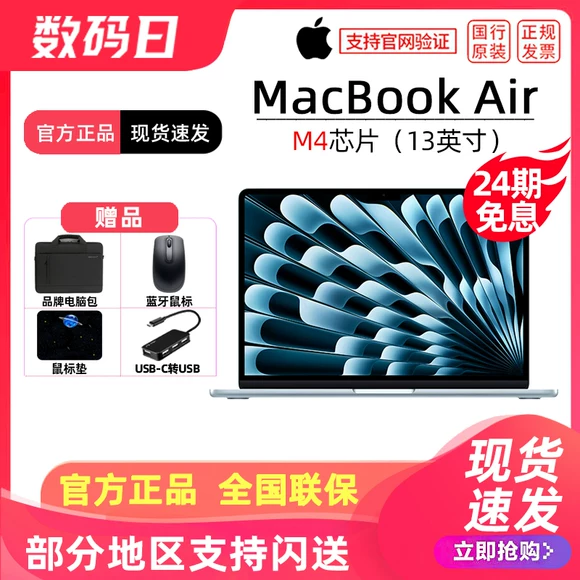 数码日
支持官网验证
国行
原装
正规
发票
官方正品
现货速发
MacBook Air
M4芯片（13英寸）
24期
免息
赠品
品牌电脑包
蓝牙鼠标
鼠标垫
USB-C转USB
官方正品 全国联保
现货
速发
部分地区支持闪送
立即抢购